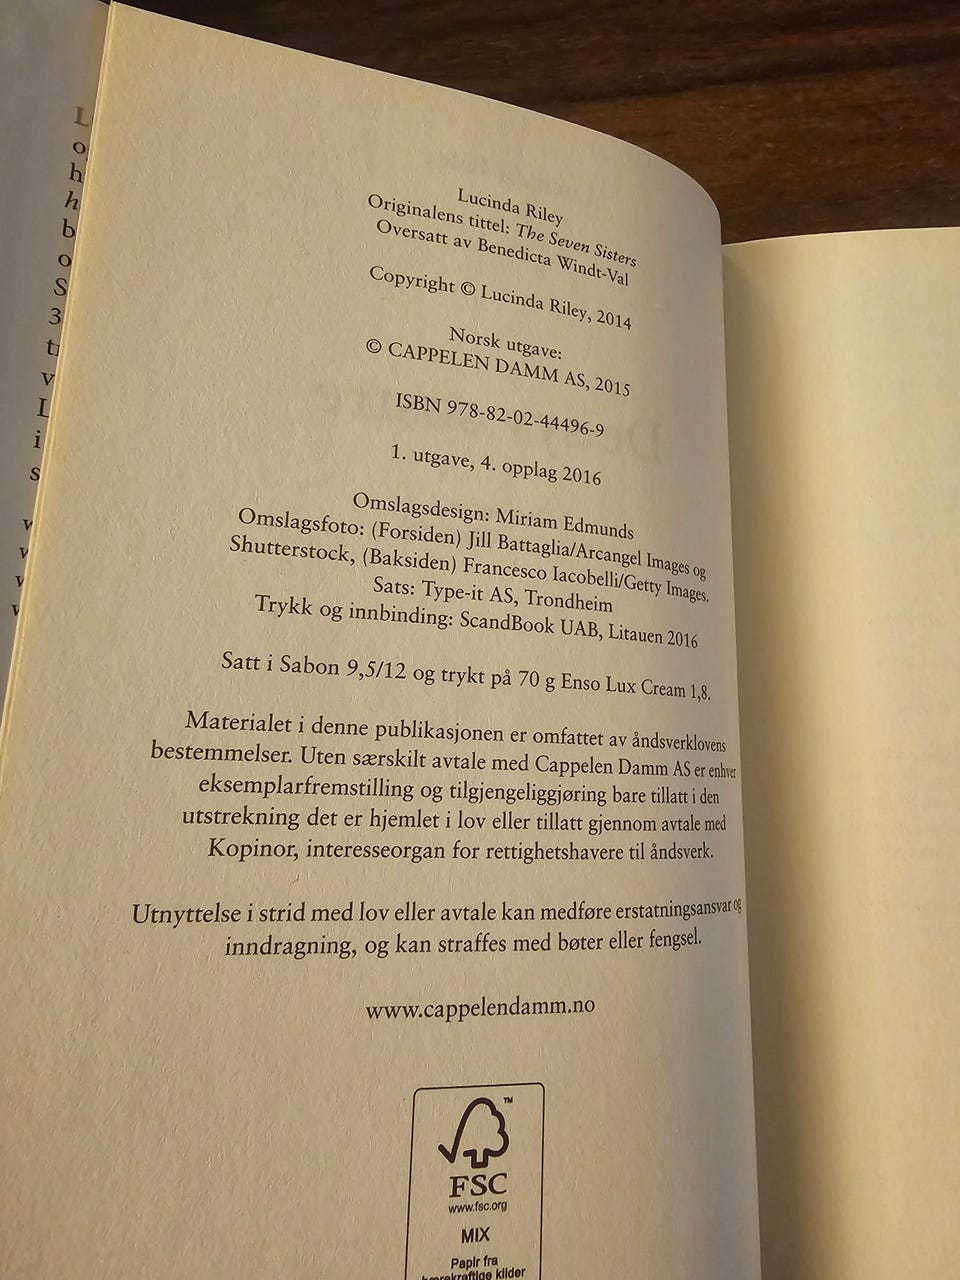 Lucinda Riley
Originalens tittel: The Seven Sisters
Oversatt av Benedicta Windt-Val
Copyright © Lucinda Riley, 2014
Norsk utgave:
© CAPPELEN DAMM AS, 2015
ISBN 978-82-02-44496-9
1. utgave, 4. opplag 2016
Omslagsdesign: Miriam Edmunds
Omslagsfoto: (Forsiden) Jill Battaglia/Arcangel Images og
Shutterstock, (Baksiden) Francesco Iacobelli/Getty Images.
Sats: Type-it AS, Trondheim
Trykk og innbinding: ScandBook UAB, Litauen 2016
Satt i Sabon 9,5/12 og trykt på 70 g Enso Lux Cream 1,8.
Materialet i denne publikasjonen er omfattet av åndsverklovens
bestemmelser. Uten særskilt avtale med Cappelen Damm AS er enhver
eksemplarfremstilling og tilgjengeliggjøring bare tillatt i den
utstrekning det er hjemlet i lov eller tillatt gjennom avtale med
Kopinor, interesseorgan for rettighetshavere til åndsverk.
Utnyttelse i strid med lov eller avtale kan medføre erstatningsansvar og
inndragning, og kan straffes med bøter eller fengsel.
www.cappelendamm.no
TM
FSC
www.fsc.org
MIX
Papir fra
bærekraftige kilder